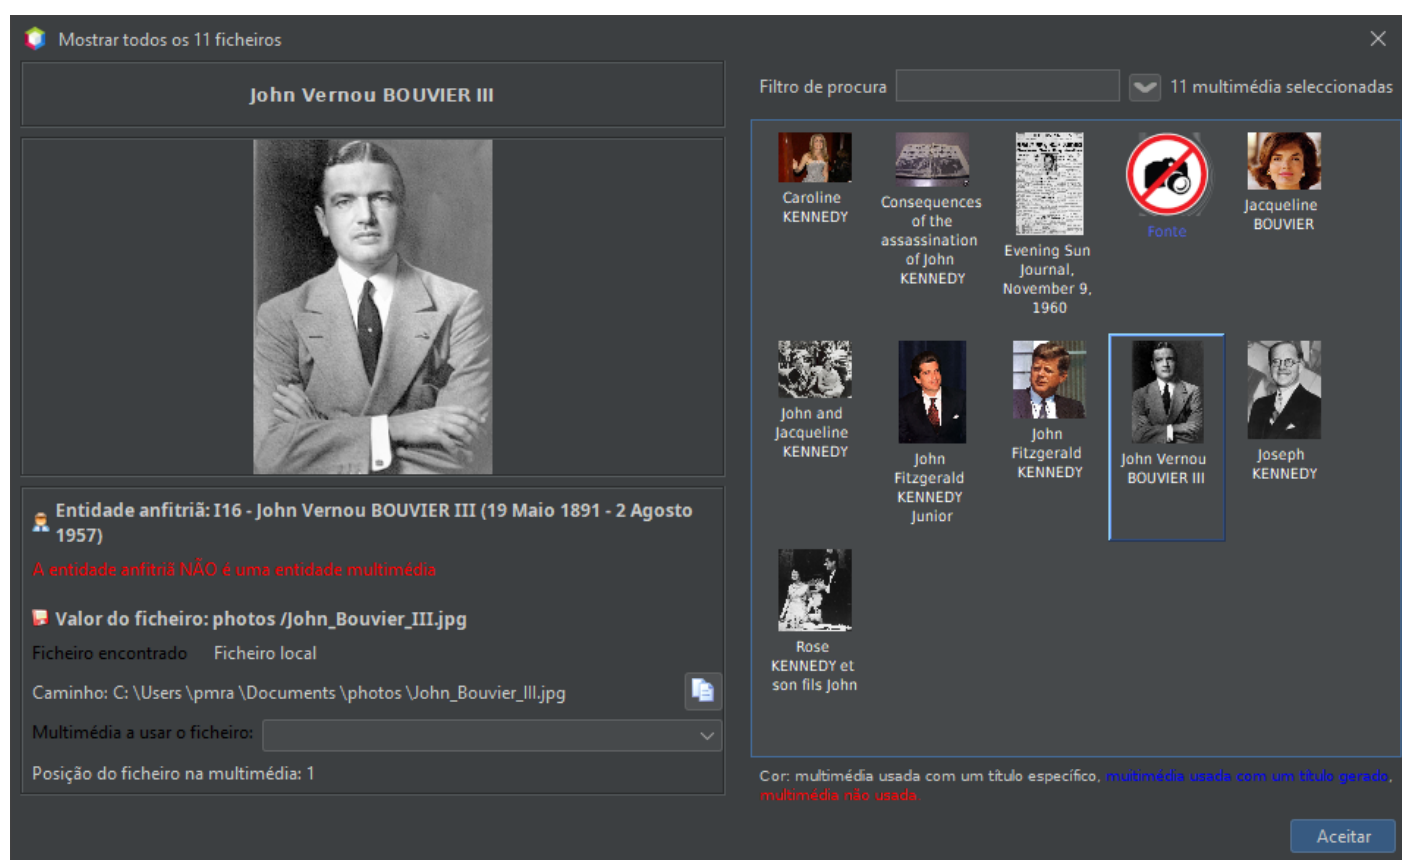 Mostrar todos os 11 ficheiros
John Vernou BOUVIER III
Entidade anfitriã: I16 - John Vernou BOUVIER III (19 Maio 1891 - 2 Agosto
1957)
A entidade anfitriã NÃO é uma entidade multimédia
Valor do ficheiro: photos /John_Bouvier_III.jpg
Ficheiro encontrado Ficheiro local
Caminho: C: \Users \pmra \Documents \photos \John_Bouvier_III.jpg
Multimédia a usar o ficheiro:
Posição do ficheiro na multimédia: 1
Filtro de procura
11 multimédia seleccionadas
Caroline
KENNEDY
Consequences
of the
assassination
of John
KENNEDY
Evening Sun
Journal,
November 9,
1960
Fonte
Jacqueline
BOUVIER
John and
Jacqueline
KENNEDY
John
Fitzgerald
KENNEDY
Junior
John
Fitzgerald
KENNEDY
John Vernou
BOUVIER III
Joseph
KENNEDY
Rose
KENNEDY et
son fils John
Cor: multimédia usada com um título específico, multimédia usada com um título gerado,
multimédia não usada.
Aceitar